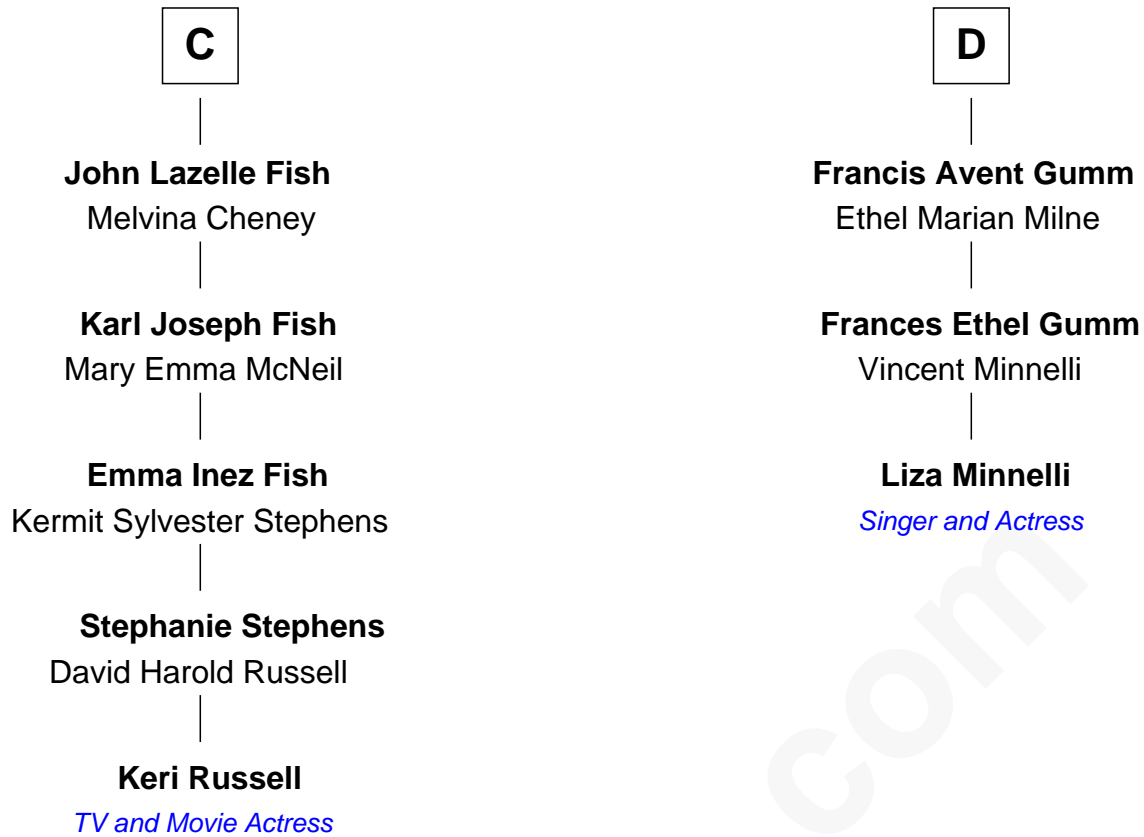 C
John Lazelle Fish
Melvina Cheney
Karl Joseph Fish
Mary Emma McNeil
Emma Inez Fish
Kermit Sylvester Stephens
Stephanie Stephens
David Harold Russell
Keri Russell
TV and Movie Actress
D
Francis Avent Gumm
Ethel Marian Milne
Frances Ethel Gumm
Vincent Minnelli
Liza Minnelli
Singer and Actress
com